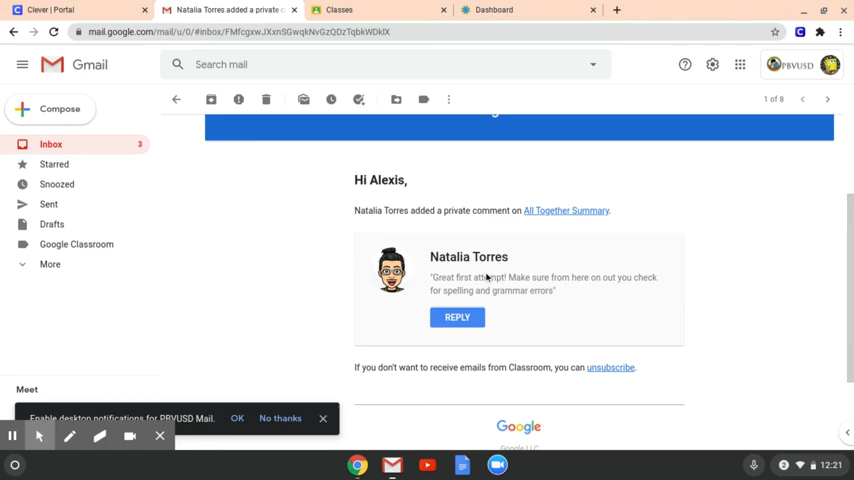 Clever | Portal
Natalia Torres added a private c
Classes
Dashboard
mail.google.com/mail/u/0/#inbox/FMfcgxwJXxnSGwqkNvGzQDzTqbkWDklX
Gmail
Search mail
PBVUSD
Compose
1 of 8
Inbox 3
Starred
Snoozed
Sent
Drafts
Google Classroom
More
Hi Alexis,
Natalia Torres added a private comment on All Together Summary.
Natalia Torres
"Great first attempt! Make sure from here on out you check
for spelling and grammar errors"
REPLY
If you don't want to receive emails from Classroom, you can unsubscribe.
Meet
Enable desktop notifications for PBVUSD Mail. OK No thanks
Google
Google LLC
2 12:21